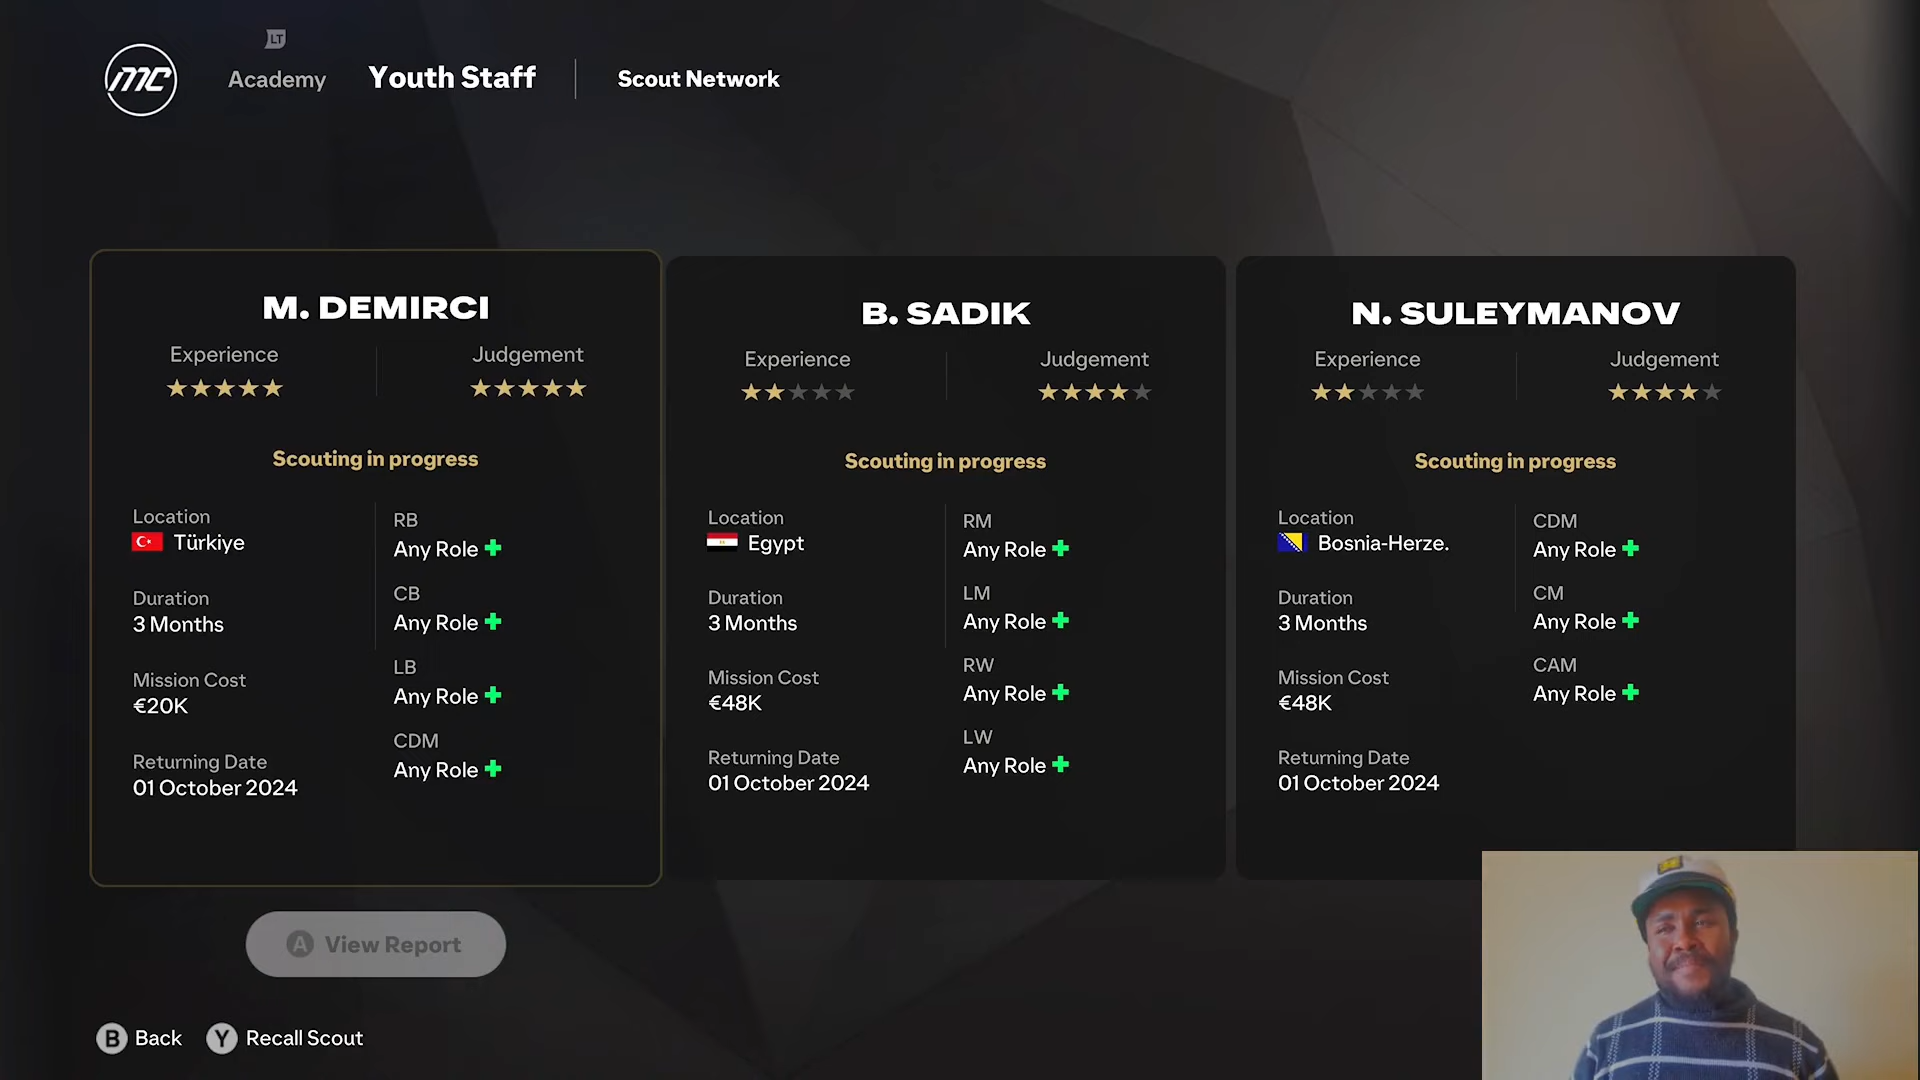 LT
MC
Academy
Youth Staff
Scout Network
M. DEMIRCI
Experience
Judgement
Scouting in progress
Location
Türkiye
Duration
3 Months
Mission Cost
€20K
Returning Date
01 October 2024
RB
Any Role
CB
Any Role
LB
Any Role
CDM
Any Role
B. SADIK
Experience
Judgement
Scouting in progress
Location
Egypt
Duration
3 Months
Mission Cost
€48K
Returning Date
01 October 2024
RM
Any Role
LM
Any Role
RW
Any Role
LW
Any Role
N. SULEYMANOV
Experience
Judgement
Scouting in progress
Location
Bosnia-Herze.
Duration
3 Months
Mission Cost
€48K
Returning Date
01 October 2024
CDM
Any Role
CM
Any Role
CAM
Any Role
A View Report
B Back
Y Recall Scout